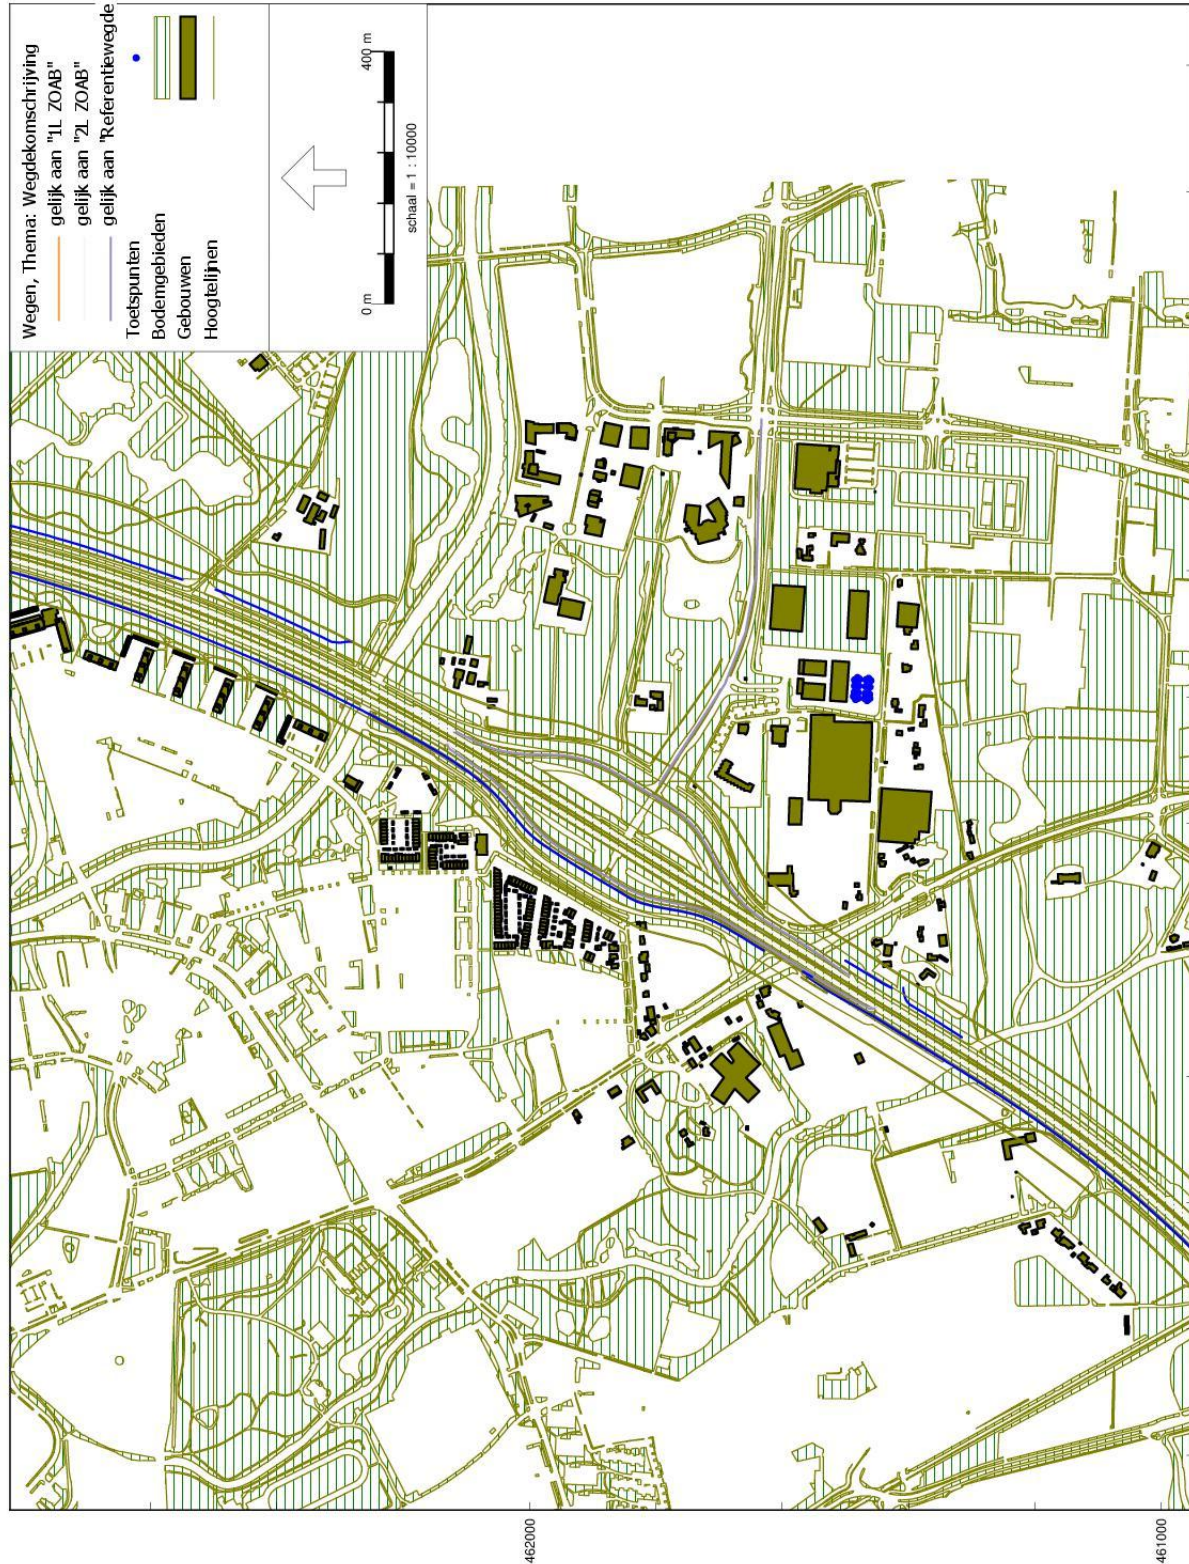 Wegen, Thema: Wegdekomschrijving
gelijk aan "1L ZOAB"
gelijk aan "2L ZOAB"
gelijk aan "Referentiewegde
Toetspunten
Bodemgebieden
Gebouwen
Hoogtelijnen
0 m
400 m
schaal = 1 : 10000
462000
461000